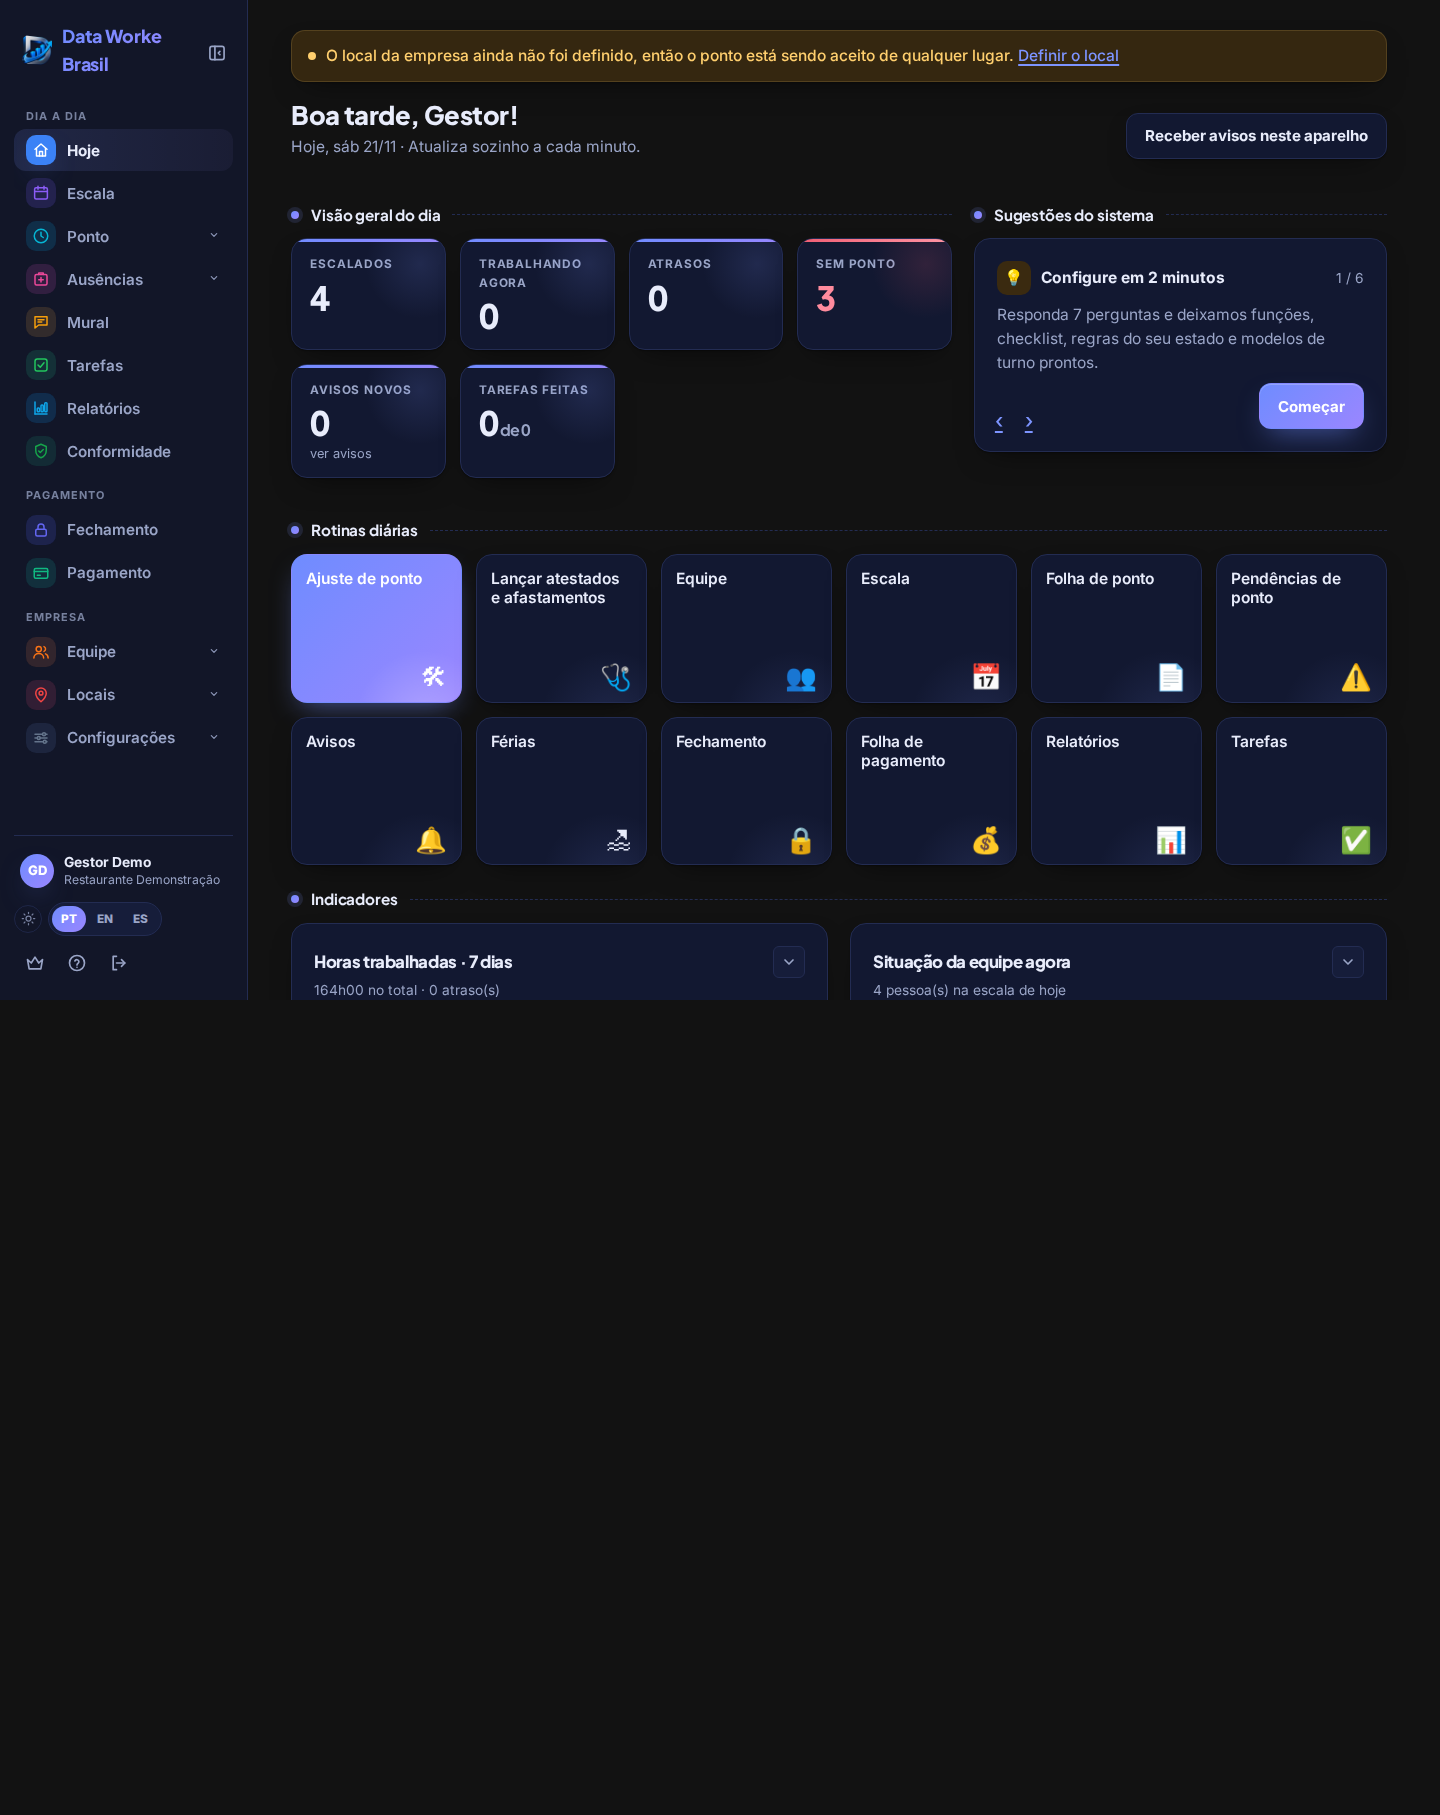 Data Worke
Brasil
DIA A DIA
Hoje
Escala
Ponto
Ausências
Mural
Tarefas
Relatórios
Conformidade
PAGAMENTO
Fechamento
Pagamento
EMPRESA
Equipe
Locais
Configurações
GD
Gestor Demo
Restaurante Demonstração
PT EN ES
O local da empresa ainda não foi definido, então o ponto está sendo aceito de qualquer lugar. Definir o local
Boa tarde, Gestor!
Hoje, sáb 21/11 · Atualiza sozinho a cada minuto.
Receber avisos neste aparelho
Visão geral do dia
ESCALADOS
4
TRABALHANDO
AGORA
0
ATRASOS
0
SEM PONTO
3
AVISOS NOVOS
0
ver avisos
TAREFAS FEITAS
0 de 0
Sugestões do sistema
Configure em 2 minutos
1 / 6
Responda 7 perguntas e deixamos funções,
checklist, regras do seu estado e modelos de
turno prontos.
‹ ›
Começar
Rotinas diárias
Ajuste de ponto
Lançar atestados
e afastamentos
Equipe
Escala
July
17
Folha de ponto
Pendências de
ponto
Avisos
Férias
Fechamento
Folha de
pagamento
Relatórios
Tarefas
Indicadores
Horas trabalhadas · 7 dias
164h00 no total · 0 atraso(s)
Situação da equipe agora
4 pessoa(s) na escala de hoje